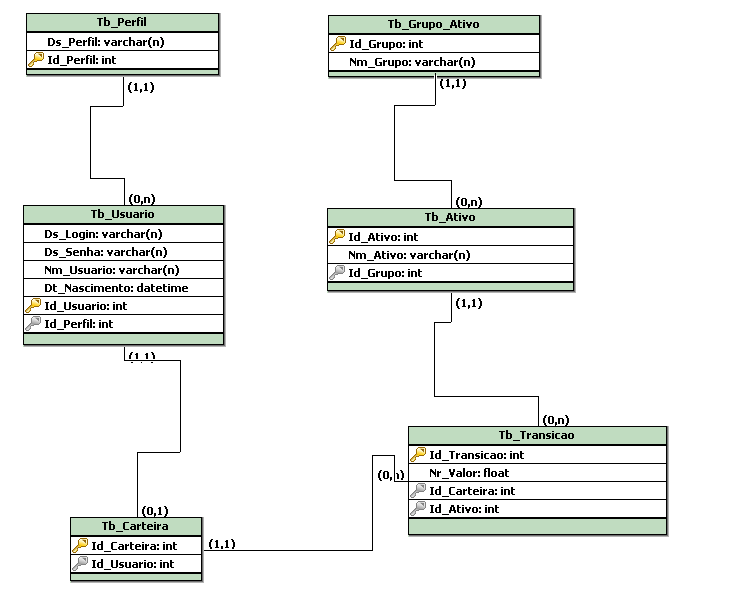 Tb_Perfil
Ds_Perfil: varchar(n)
Id_Perfil: int
(1,1)
(0,n)
Tb_Usuario
Ds_Login: varchar(n)
Ds_Senha: varchar(n)
Nm_Usuario: varchar(n)
Dt_Nascimento: datetime
Id_Usuario: int
Id_Perfil: int
(1,1)
(0,1)
Tb_Carteira
Id_Carteira: int
Id_Usuario: int
(1,1)
Tb_Grupo_Ativo
Id_Grupo: int
Nm_Grupo: varchar(n)
(1,1)
(0,n)
Tb_Ativo
Id_Ativo: int
Nm_Ativo: varchar(n)
Id_Grupo: int
(1,1)
(0,n)
Tb_Transicao
Id_Transicao: int
Nr_Valor: float
Id_Carteira: int
Id_Ativo: int
(0,n)